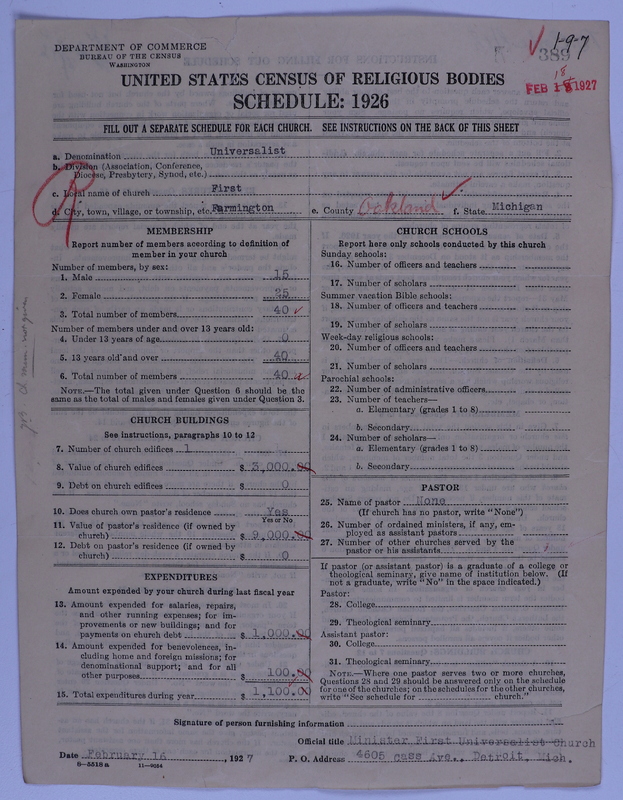 DEPARTMENT OF COMMERCE
BUREAU OF THE CENSUS
WASHINGTON
389
1-9-7
18
FEB 18 1927
UNITED STATES CENSUS OF RELIGIOUS BODIES
SCHEDULE: 1926
FILL OUT A SEPARATE SCHEDULE FOR EACH CHURCH. SEE INSTRUCTIONS ON THE BACK OF THIS SHEET
a. Denomination Universalist
b. Division (Association, Conference,
Diocese, Presbytery, Synod, etc.)
c. Local name of church First
d. City, town, village, or township, etc. Farmington e. County Oakland f. State Michigan
MEMBERSHIP
Report number of members according to definition of
member in your church
Number of members, by sex:
1. Male 15
2. Female 25
3. Total number of members 40
Number of members under and over 13 years old:
4. Under 13 years of age 0
5. 13 years old and over 40
6. Total number of members 40
NOTE.—The total given under Question 6 should be the
same as the total of males and females given under Question 3.
CHURCH BUILDINGS
See instructions, paragraphs 10 to 12
7. Number of church edifices 1
8. Value of church edifices $ 3,000.00
9. Debt on church edifices $ 0
10. Does church own pastor's residence Yes
Yes or No
11. Value of pastor's residence (if owned by
church) $ 9,000.00
12. Debt on pastor's residence (if owned by
church) $ 0
EXPENDITURES
Amount expended by your church during last fiscal year
13. Amount expended for salaries, repairs,
and other running expenses; for im-
provements or new buildings; and for
payments on church debt $ 1,000.00
14. Amount expended for benevolences, in-
cluding home and foreign missions; for
denominational support; and for all
other purposes $ 100.00
15. Total expenditures during year $ 1,100.00
CHURCH SCHOOLS
Report here only schools conducted by this church
Sunday schools:
16. Number of officers and teachers
17. Number of scholars
Summer vacation Bible schools:
18. Number of officers and teachers
19. Number of scholars
Week-day religious schools:
20. Number of officers and teachers
21. Number of scholars
Parochial schools:
22. Number of administrative officers
23. Number of teachers—
a. Elementary (grades 1 to 8)
b. Secondary
24. Number of scholars—
a. Elementary (grades 1 to 8)
b. Secondary
PASTOR
25. Name of pastor None
(If church has no pastor, write "None")
26. Number of ordained ministers, if any, em-
ployed as assistant pastors
27. Number of other churches served by the
pastor or his assistants
If pastor (or assistant pastor) is a graduate of a college or
theological seminary, give name of institution below. (If
not a graduate, write "No" in the space indicated.)
Pastor:
28. College
29. Theological seminary
Assistant pastor:
30. College
31. Theological seminary
NOTE.—Where one pastor serves two or more churches,
Questions 28 and 29 should be answered only on the schedule
for one of the churches; on the schedules for the other churches,
write "See schedule for church."
Signature of person furnishing information
Official title Minister First Universalist Church
Date February 16, 1927 P. O. Address 4605 Cass Ave., Detroit, Mich.
8—5518 a 11—9054